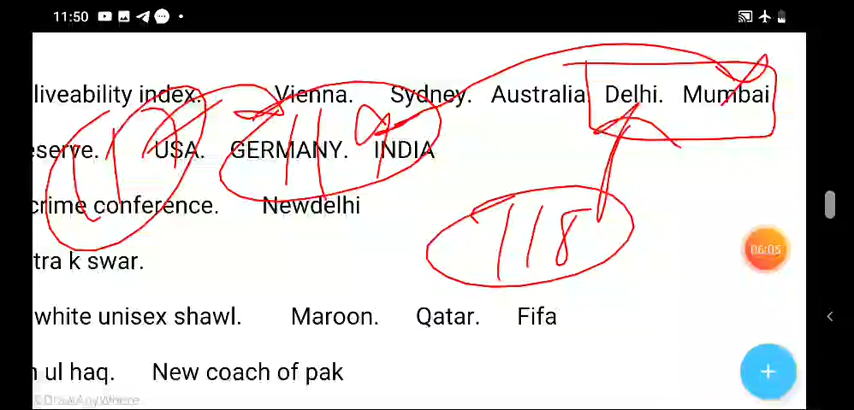 11:50
liveability index. Vienna. Sydney. Australia Delhi. Mumbai
eserve. USA. GERMANY. INDIA
crime conference. Newdelhi
118
tra k swar.
06:05
white unisex shawl. Maroon. Qatar. Fifa
ul haq. New coach of pak
DrawAnyWhere